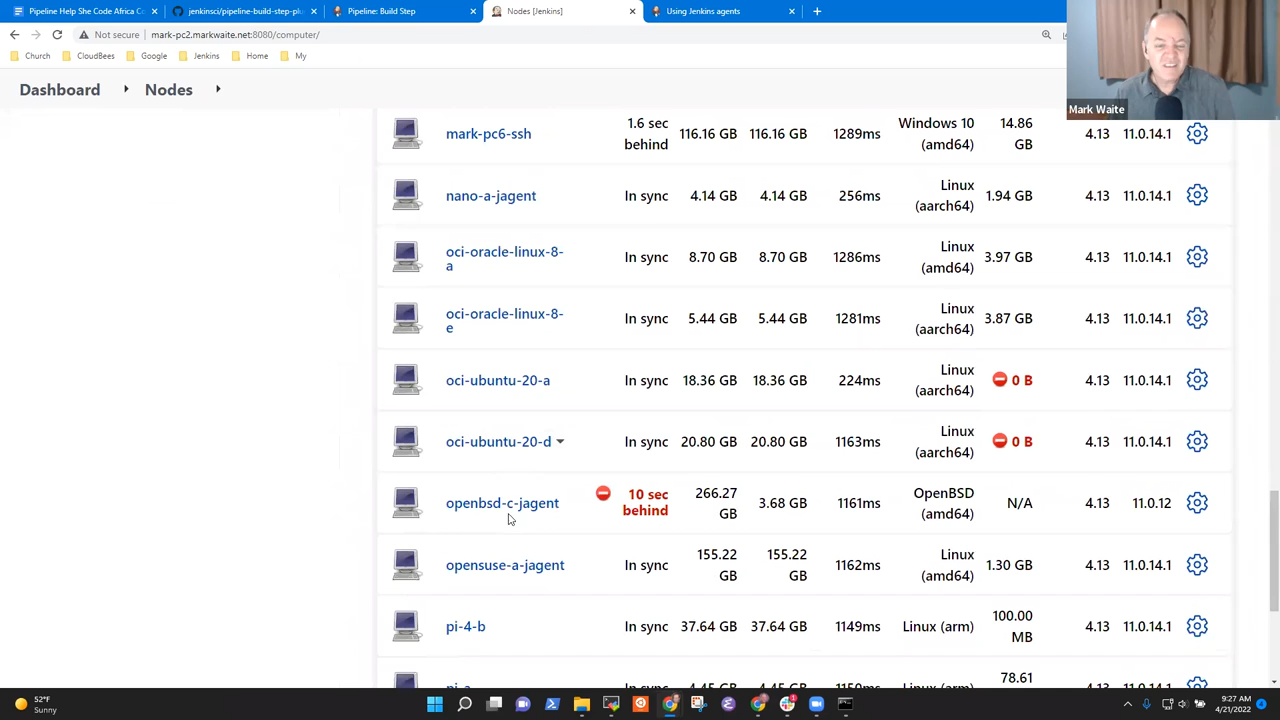 Pipeline Help She Code Africa Co
jenkinsci/pipeline-build-step-plu
Pipeline: Build Step
Nodes [Jenkins]
Using Jenkins agents
Not secure
mark-pc2.markwaite.net:8080/computer/
Church
CloudBees
Google
Jenkins
Home
My
Dashboard
Nodes
Mark Waite
mark-pc6-ssh 1.6 sec behind 116.16 GB 116.16 GB 1289ms Windows 10 (amd64) 14.86 GB 4.13 11.0.14.1
nano-a-jagent In sync 4.14 GB 4.14 GB 256ms Linux (aarch64) 1.94 GB 4.13 11.0.14.1
oci-oracle-linux-8-a In sync 8.70 GB 8.70 GB 1286ms Linux (amd64) 3.97 GB 4.13 11.0.14.1
oci-oracle-linux-8-e In sync 5.44 GB 5.44 GB 1281ms Linux (aarch64) 3.87 GB 4.13 11.0.14.1
oci-ubuntu-20-a In sync 18.36 GB 18.36 GB 224ms Linux (aarch64) 0 B 4.13 11.0.14.1
oci-ubuntu-20-d In sync 20.80 GB 20.80 GB 1163ms Linux (aarch64) 0 B 4.13 11.0.14.1
openbsd-c-jagent 10 sec behind 266.27 GB 3.68 GB 1161ms OpenBSD (amd64) N/A 4.13 11.0.12
opensuse-a-jagent In sync 155.22 GB 155.22 GB 1162ms Linux (amd64) 1.30 GB 4.13 11.0.14.1
pi-4-b In sync 37.64 GB 37.64 GB 1149ms Linux (arm) 100.00 MB 4.13 11.0.14.1
78.61
52°F
Sunny
9:27 AM
4/21/2022